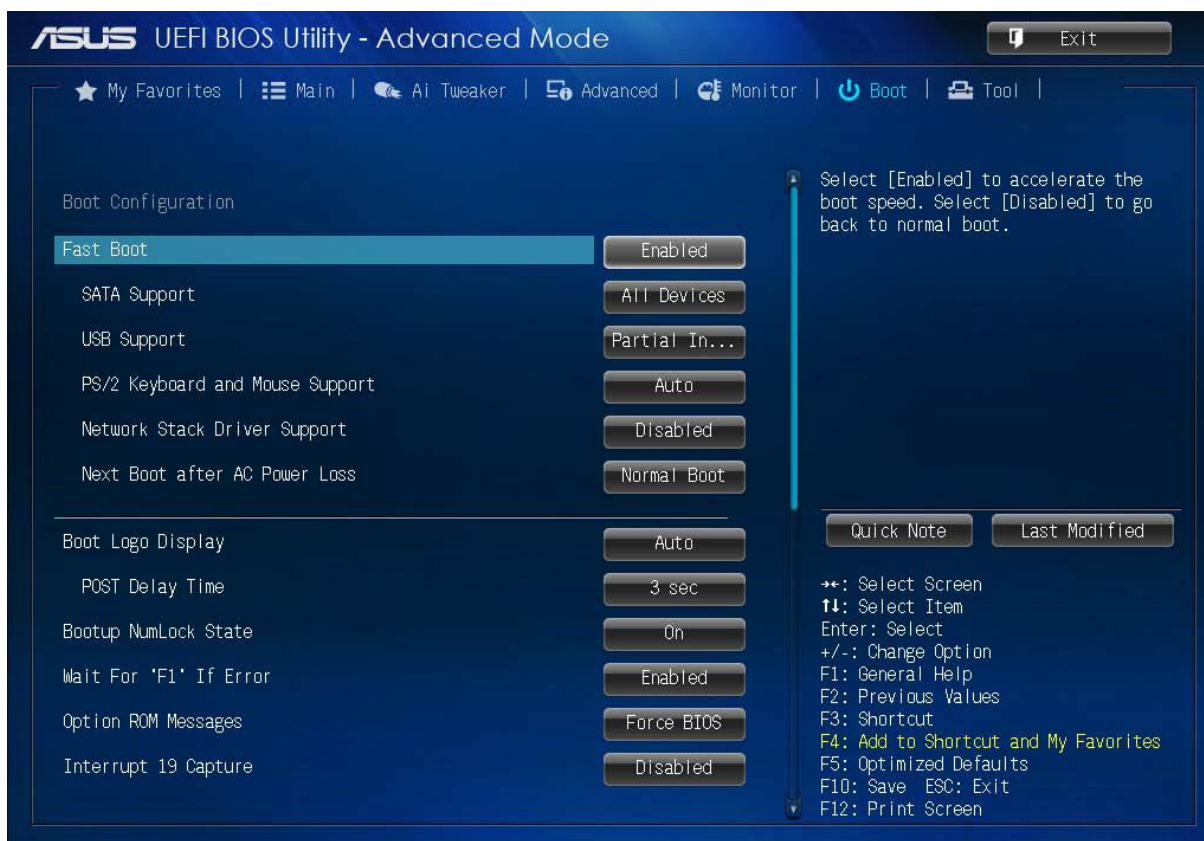 ASUS UEFI BIOS Utility - Advanced Mode
Exit
My Favorites | Main | Ai Tweaker | Advanced | Monitor | Boot | Tool |
Boot Configuration
Fast Boot Enabled
SATA Support All Devices
USB Support Partial In...
PS/2 Keyboard and Mouse Support Auto
Network Stack Driver Support Disabled
Next Boot after AC Power Loss Normal Boot
Boot Logo Display Auto
POST Delay Time 3 sec
Bootup NumLock State On
Wait For 'F1' If Error Enabled
Option ROM Messages Force BIOS
Interrupt 19 Capture Disabled
Select [Enabled] to accelerate the
boot speed. Select [Disabled] to go
back to normal boot.
Quick Note Last Modified
→←: Select Screen
↑↓: Select Item
Enter: Select
+/-: Change Option
F1: General Help
F2: Previous Values
F3: Shortcut
F4: Add to Shortcut and My Favorites
F5: Optimized Defaults
F10: Save ESC: Exit
F12: Print Screen